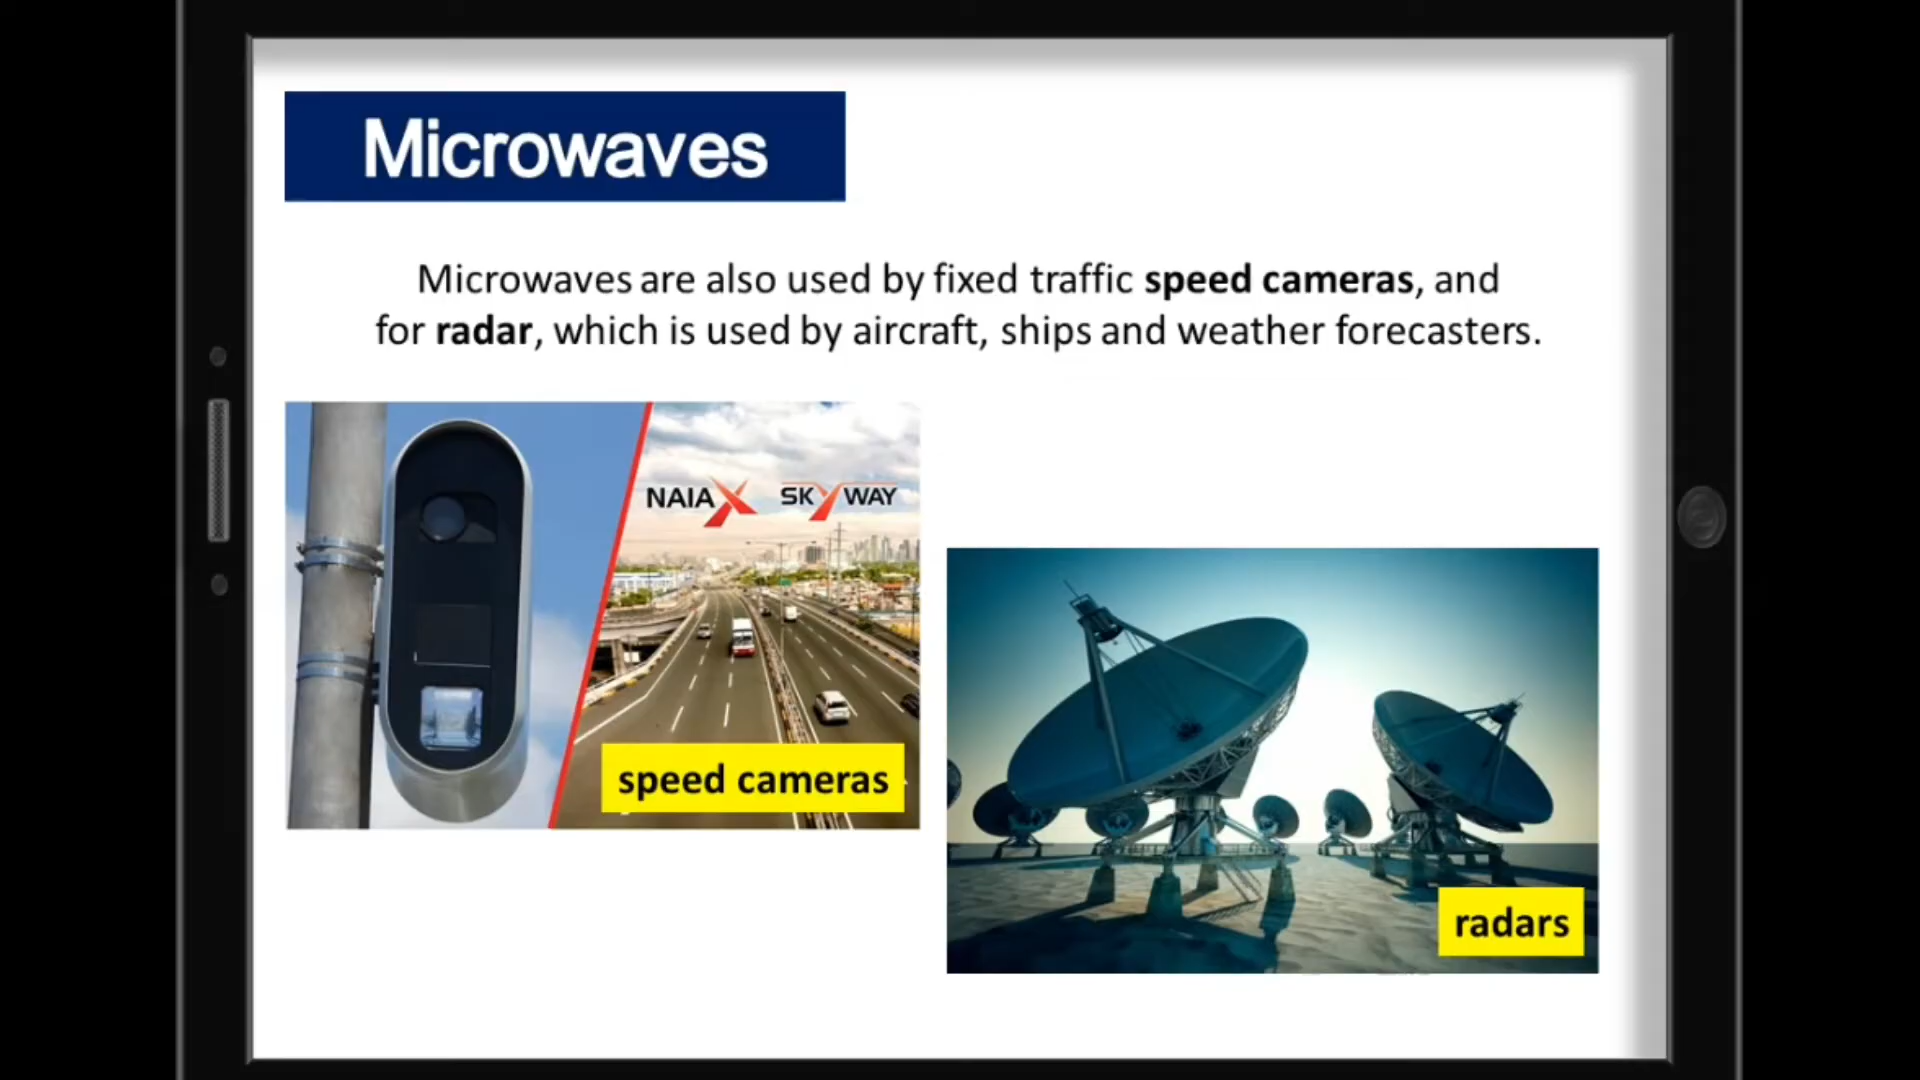 Microwaves
Microwaves are also used by fixed traffic speed cameras, and
for radar, which is used by aircraft, ships and weather forecasters.
NAIAX SKYWAY
speed cameras
radars